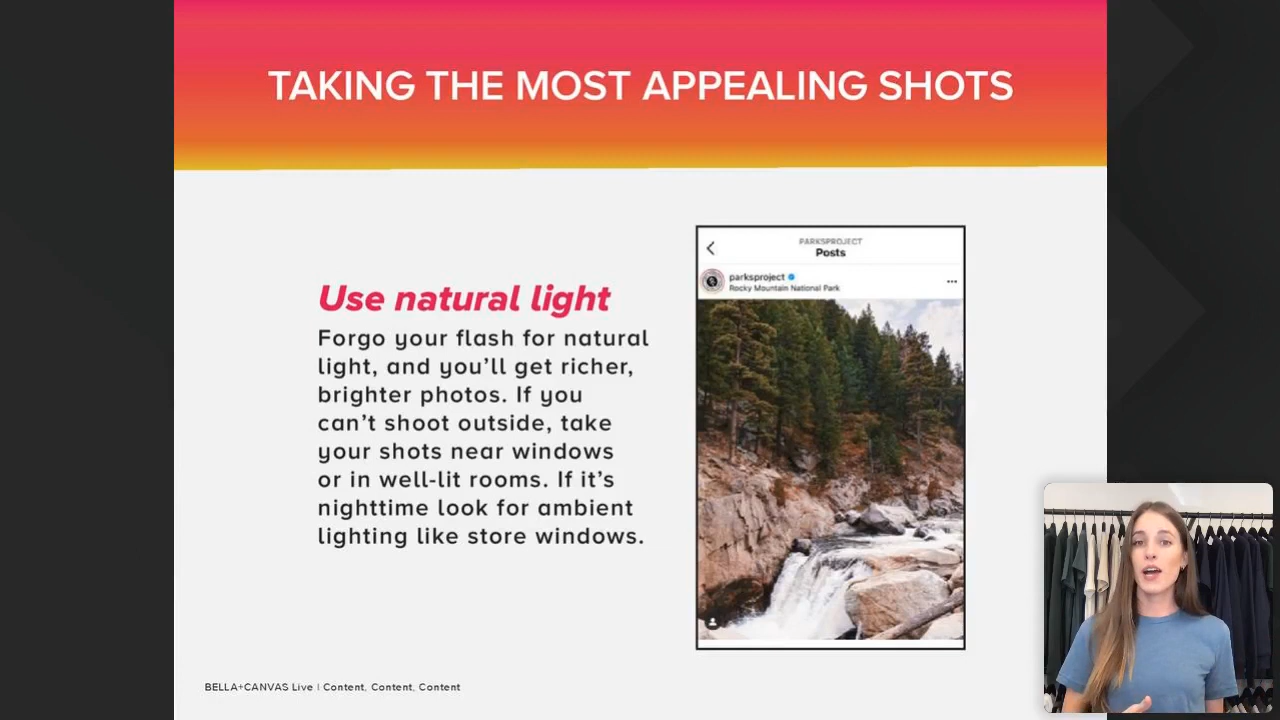 TAKING THE MOST APPEALING SHOTS
Use natural light
Forgo your flash for natural
light, and you'll get richer,
brighter photos. If you
can't shoot outside, take
your shots near windows
or in well-lit rooms. If it's
nighttime look for ambient
lighting like store windows.
PARKSPROJECT
Posts
parksproject
Rocky Mountain National Park
BELLA+CANVAS Live | Content, Content, Content